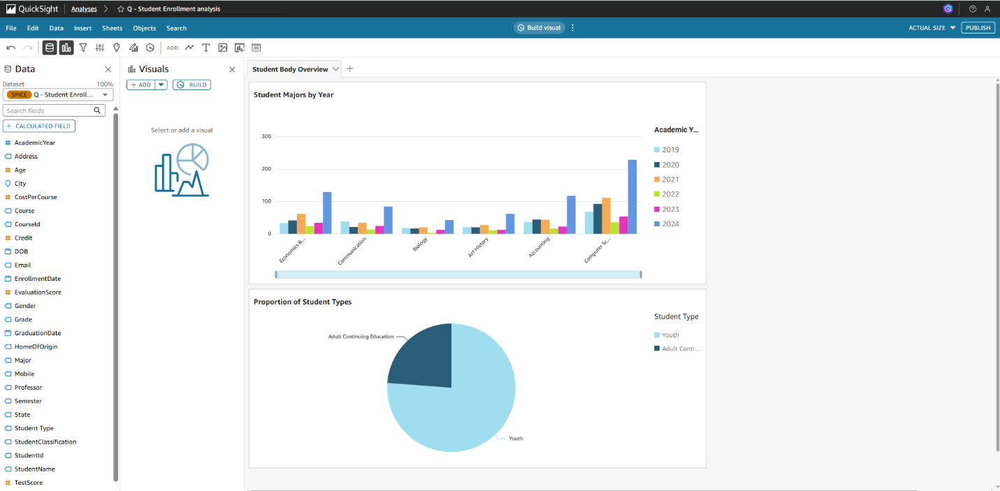 QuickSight Analyses Q - Student Enrollment analysis
File Edit Data Insert Sheets Objects Search Build visual ACTUAL SIZE PUBLISH
ADD:
Data
Dataset 100%
SPICE Q - Student Enroll...
Search fields
+ CALCULATED FIELD
AcademicYear
Address
Age
City
CostPerCourse
Course
CourseId
Credit
DOB
Email
EnrollmentDate
EvaluationScore
Gender
Grade
GraduationDate
HomeOfOrigin
Major
Mobile
Professor
Semester
State
Student Type
StudentClassification
StudentId
StudentName
TestScore
Visuals
+ ADD BUILD
Select or add a visual
Student Body Overview
Student Majors by Year
300
200
100
0
Economics &...
Communication
Biology
Art History
Accounting
Computer Sc...
Academic Y...
2019
2020
2021
2022
2023
2024
Proportion of Student Types
Adult Continuing Education
Youth
Student Type
Youth
Adult Conti...